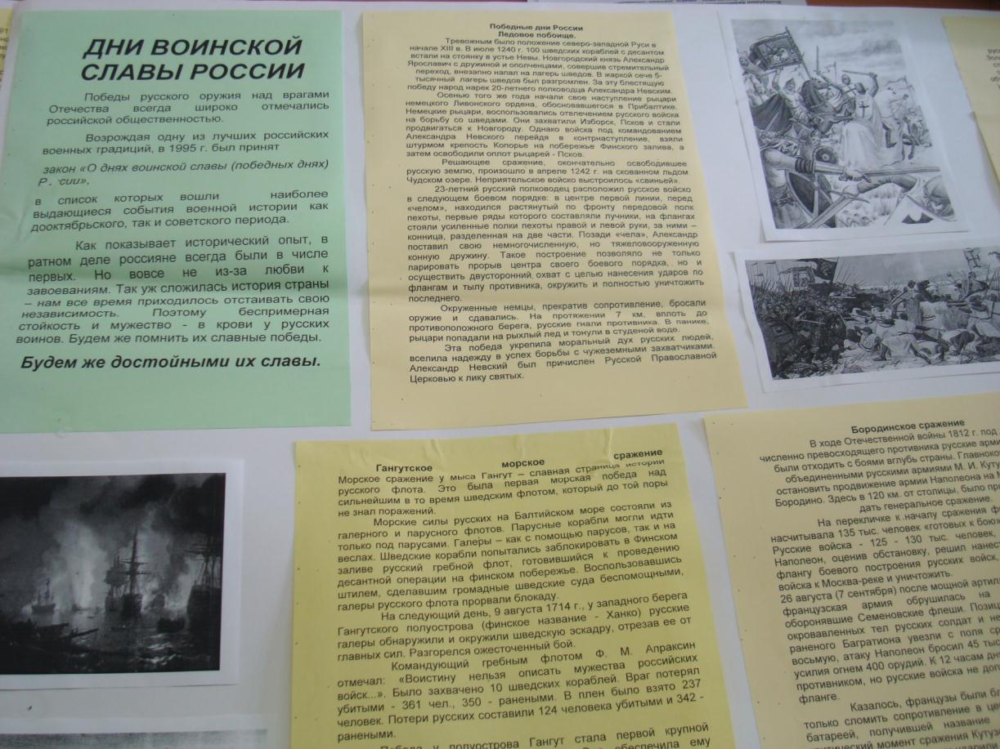 ДНИ ВОИНСКОЙ
СЛАВЫ РОССИИ
Победы русского оружия над врагами
Отечества всегда широко отмечались
российской общественностью.
Возрождая одну из лучших российских
военных традиций, в 1995 г. был принят
закон «О днях воинской славы (победных днях)
сии»,
в список которых вошли наиболее
выдающиеся события военной истории как
дооктябрьского, так и советского периода.
Как показывает исторический опыт, в
ратном деле россияне всегда были в числе
первых. Но вовсе не из-за любви к
завоеваниям. Так уж сложилась история страны
– нам все время приходилось отстаивать свою
независимость. Поэтому беспримерная
стойкость и мужество - в крови у русских
воинов. Будем же помнить их славные победы.
Будем же достойными их славы.
Победные дни России
Ледовое побоище.
Тревожным было положение северо-западной Руси в
начале XIII в. В июле 1240 г. 100 шведских кораблей с десантом
встали на стоянку в устье Невы. Новгородский князь Александр
Ярославич с дружиной и ополченцами, совершив стремительный
переход, внезапно напал на лагерь шведов. В жаркой сече 5-
тысячный лагерь шведов был разгромлен. За эту блестящую
победу народ нарек 20-летнего полководца Александра Невским.
Осенью того же года начали свое наступление рыцари
немецкого Ливонского ордена, обосновавшегося в Прибалтике.
Немецкие рыцари, воспользовались отвлечением русского войска
на борьбу со шведами. Они захватили Изборск, Псков и стали
продвигаться к Новгороду. Однако войска под командованием
Александра Невского перейдя в контрнаступление, взяли
штурмом крепость Копорье на побережье Финского залива, а
затем освободили оплот рыцарей - Псков.
Решающее сражение, окончательно освободившее
русскую землю, произошло в апреле 1242 г. на скованном льдом
Чудском озере. Неприятельское войско выстроилось «свиньей».
23-летний русский полководец расположил русское войско
в следующем боевом порядке: в центре первой линии, перед
«челом», находился растянутый по фронту передовой полк
пехоты, первые ряды которого составляли лучники, на флангах
стояли усиленные полки пехоты правой и левой руки, за ними –
конница, разделенная на две части. Позади «чела», Александр
поставил свою немногочисленную, но тяжеловооруженную
конную дружину. Такое построение позволяло не только
парировать прорыв центра своего боевого порядка, но и
осуществить двусторонний охват с целью нанесения ударов по
флангам и тылу противника, окружить и полностью уничтожить
последнего.
Окруженные немцы, прекратив сопротивление, бросали
оружие и сдавались. На протяжении 7 км, вплоть до
противоположного берега, русские гнали противника. В панике,
рыцари попадали на рыхлый лед и тонули в студеной воде.
Эта победа укрепила моральный дух русских людей,
вселила надежду в успех борьбы с чужеземными захватчиками.
Александр Невский был причислен Русской Православной
Церковью к лику святых.
Гангутское морское сражение
Морское сражение у мыса Гангут – славная страница истории
русского флота. Это была первая морская победа над
сильнейшим в то время шведским флотом, который до той поры
не знал поражений.
Морские силы русских на Балтийском море состояли из
галерного и парусного флотов. Парусные корабли могли идти
только под парусами. Галеры – как с помощью парусов, так и на
веслах. Шведские корабли попытались заблокировать в Финском
заливе русский гребной флот, готовившийся к проведению
десантной операции на финском побережье. Воспользовавшись
штилем, сделавшим громадные шведские суда беспомощными,
галеры русского флота прорвали блокаду.
На следующий день, 9 августа 1714 г., у западного берега
Гангутского полуострова (финское название - Ханко) русские
галеры обнаружили и окружили шведскую эскадру, отрезав ее от
главных сил. Разгорелся ожесточенный бой.
Командующий гребным флотом Ф. М. Апраксин
отмечал: «Воистину нельзя описать мужества российских
войск...». Было захвачено 10 шведских кораблей. Враг потерял
убитыми - 361 чел., 350 - ранеными. В плен было взято 237
человек. Потери русских составили 124 человека убитыми и 342 -
ранеными.
Победа у полуострова Гангут стала первой крупной
обеспечила ему
Бородинское сражение
В ходе Отечественной войны 1812 г. под
численно превосходящего противника русские арми
были отходить с боями вглубь страны. Главноко
объединенными русскими армиями М. И. Куту
остановить продвижение армии Наполеона на М
Бородино. Здесь в 120 км. от столицы, было при
дать генеральное сражение.
На перекличке к началу сражения ф
насчитывала 135 тыс. человек «готовых к бою»
Русские войска - 125 - 130 тыс. человек,
Наполеон, оценив обстановку, решил нанест
флангу боевого построения русских войск,
войска к Москва-реке и уничтожить.
26 августа (7 сентября) после мощной артил
французская армия обрушилась на
оборонявшие Семеновские флеши. Позиц
окровавленных тел русских солдат и не
раненого Багратиона увезли с поля ср
восьмую, атаку Наполеон бросил 45 тыс
усилия огнем 400 орудий. К 12 часам дн
противником, но русские войска не доп
фланге.
Казалось, французы были бл
только сломить сопротивление в це
батареей, получившей название
момент сражения Кутуз